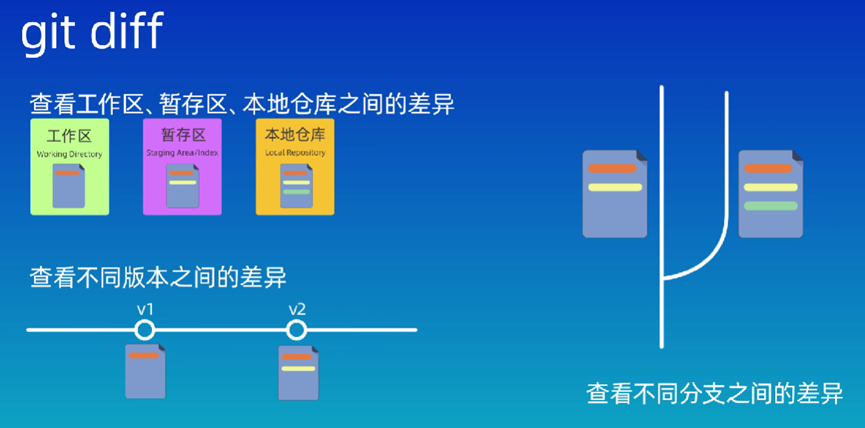 git diff
查看工作区、暂存区、本地仓库之间的差异
工作区
Working Directory
暂存区
Staging Area/Index
本地仓库
Local Repository
查看不同版本之间的差异
v1
v2
查看不同分支之间的差异